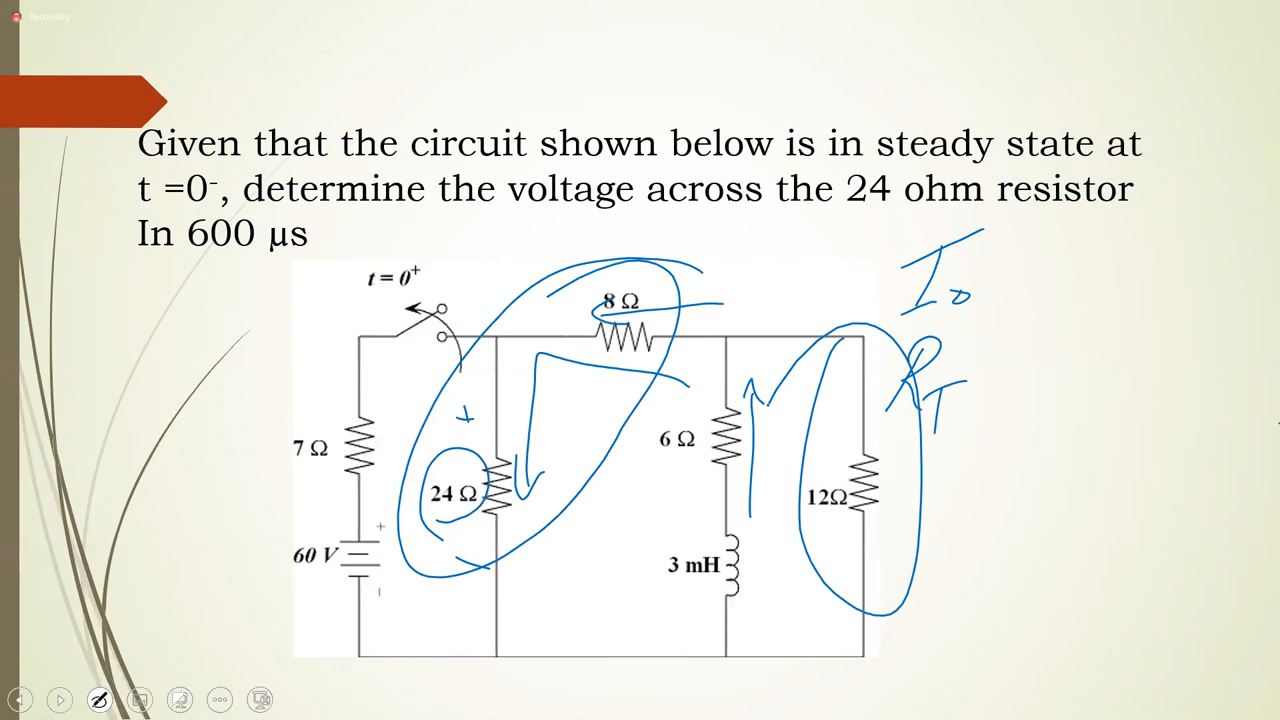 Recording
Given that the circuit shown below is in steady state at
t =0⁻, determine the voltage across the 24 ohm resistor
In 600 µs
t = 0⁺
8 Ω
I₀
R_T
+
7 Ω
6 Ω
24 Ω
12Ω
+
60 V
3 mH